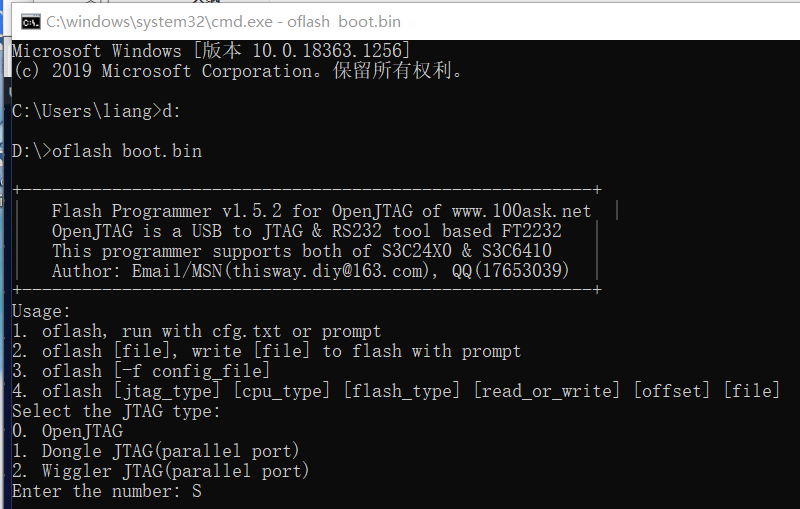 C:\windows\system32\cmd.exe - oflash boot.bin
Microsoft Windows [版本 10.0.18363.1256]
(c) 2019 Microsoft Corporation。保留所有权利。
C:\Users\liang>d:
D:\>oflash boot.bin
+---------------------------------------------------------+
|   Flash Programmer v1.5.2 for OpenJTAG of www.100ask.net  |
|   OpenJTAG is a USB to JTAG & RS232 tool based FT2232   |
|   This programmer supports both of S3C24X0 & S3C6410    |
|   Author: Email/MSN(thisway.diy@163.com), QQ(17653039)  |
+---------------------------------------------------------+
Usage:
1. oflash, run with cfg.txt or prompt
2. oflash [file], write [file] to flash with prompt
3. oflash [-f config_file]
4. oflash [jtag_type] [cpu_type] [flash_type] [read_or_write] [offset] [file]
Select the JTAG type:
0. OpenJTAG
1. Dongle JTAG(parallel port)
2. Wiggler JTAG(parallel port)
Enter the number: S